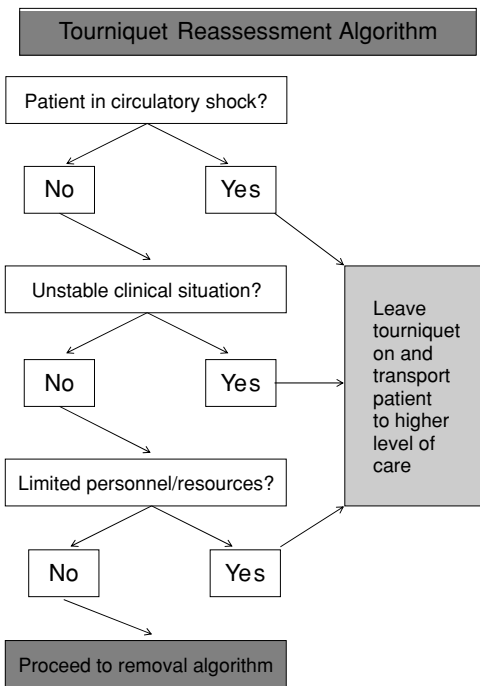 Tourniquet Reassessment Algorithm
Patient in circulatory shock?
No
Yes
Unstable clinical situation?
No
Yes
Leave
tourniquet
on and
transport
patient
to higher
level of
care
Limited personnel/resources?
No
Yes
Proceed to removal algorithm